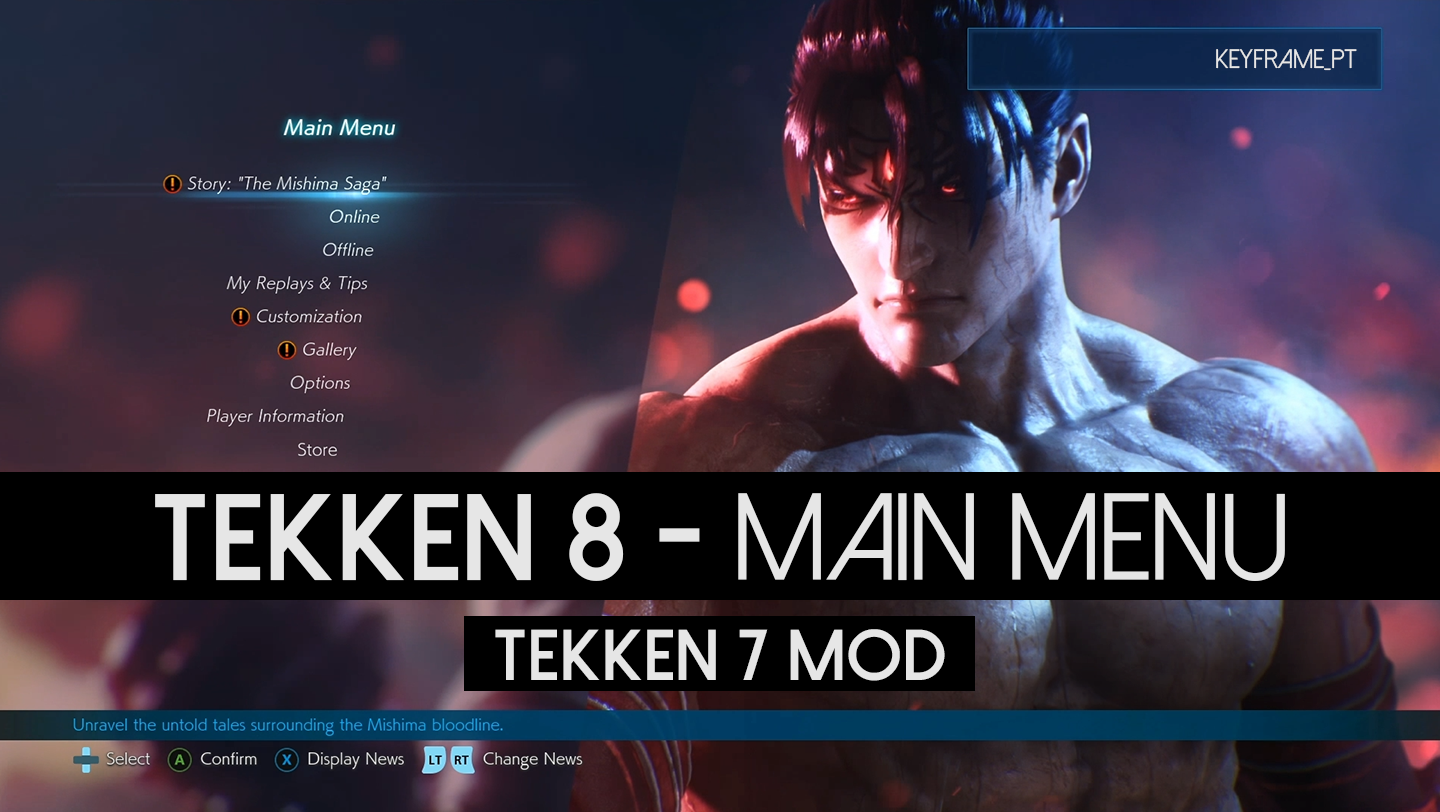 KEYFRAME_PT
Main Menu
! Story: "The Mishima Saga"
Online
Offline
My Replays & Tips
! Customization
! Gallery
Options
Player Information
Store
TEKKEN 8 - MAIN MENU
TEKKEN 7 MOD
Unravel the untold tales surrounding the Mishima bloodline.
Select A Confirm X Display News LT RT Change News